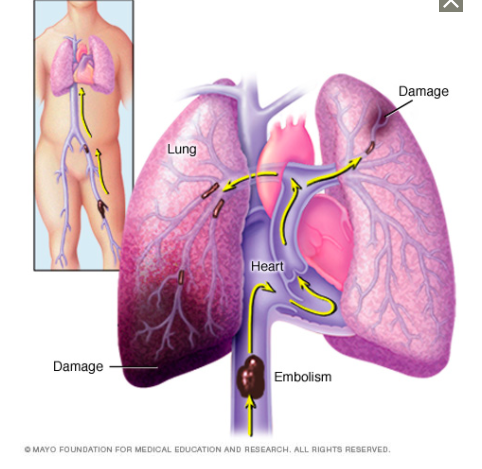 Damage
Lung
Heart
Damage
Embolism
© MAYO FOUNDATION FOR MEDICAL EDUCATION AND RESEARCH. ALL RIGHTS RESERVED.